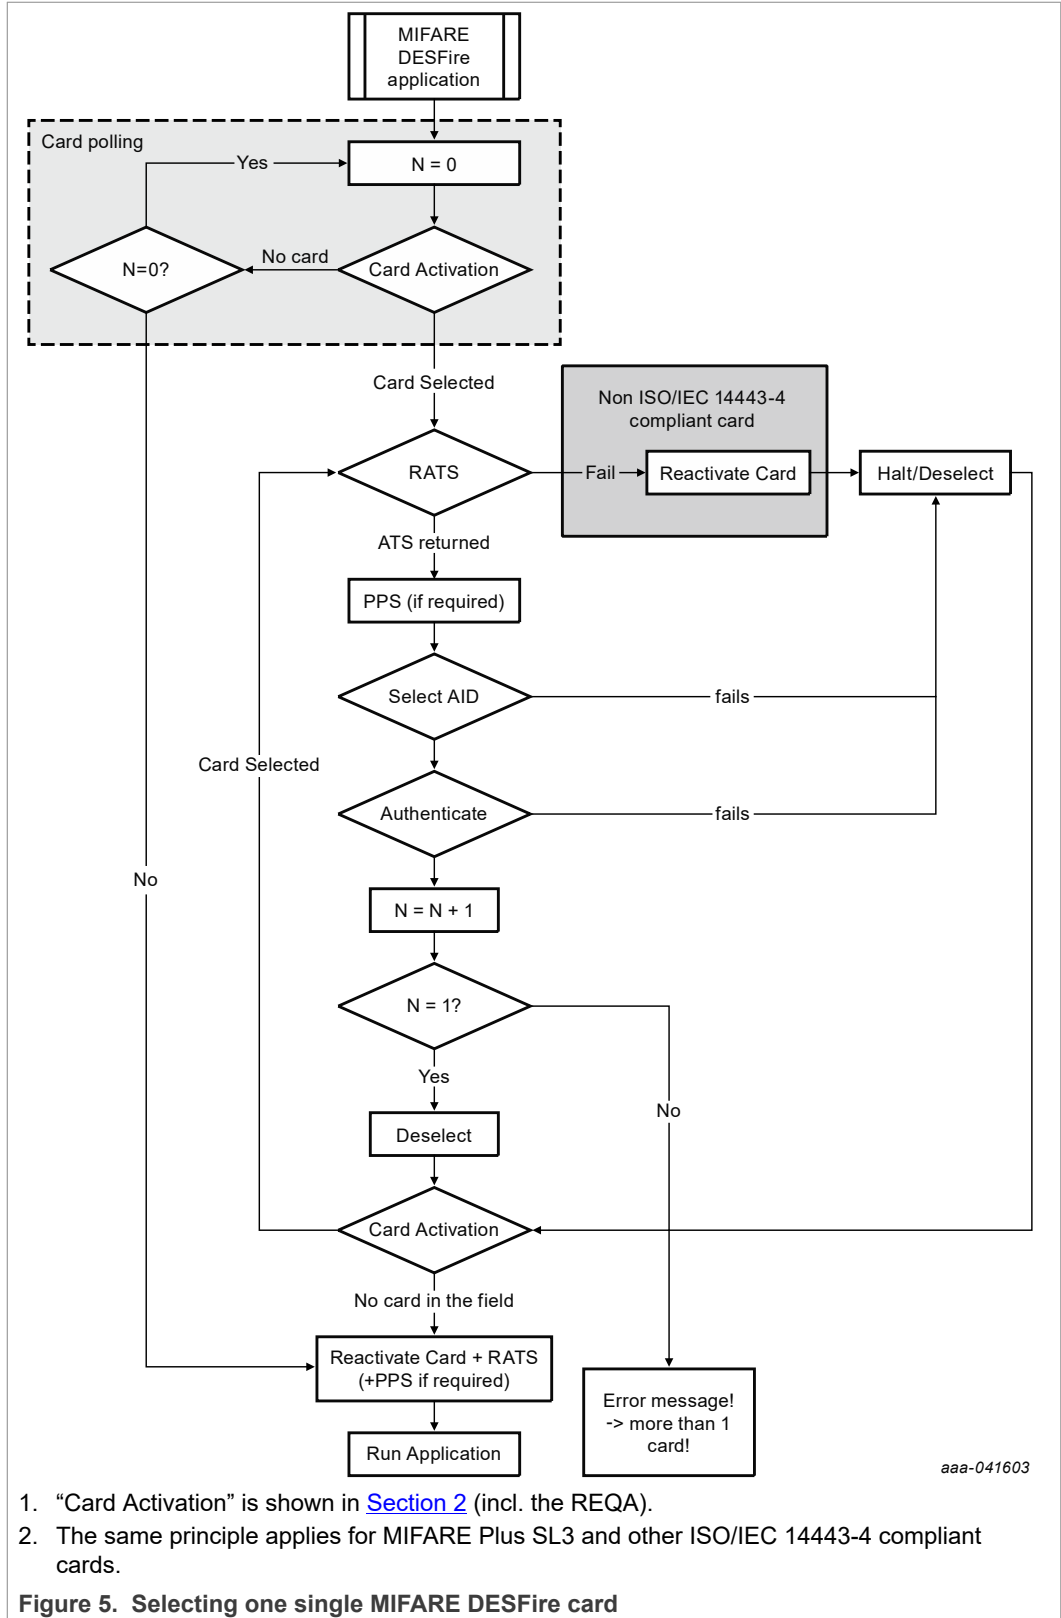 MIFARE
DESFire
application
Card polling
Yes
N = 0
N=0?
No card
Card Activation
Card Selected
Non ISO/IEC 14443-4
compliant card
RATS
Fail
Reactivate Card
Halt/Deselect
ATS returned
PPS (if required)
Select AID
fails
Card Selected
Authenticate
fails
No
N = N + 1
N = 1?
Yes
No
Deselect
Card Activation
No card in the field
Reactivate Card + RATS
(+PPS if required)
Error message!
-> more than 1
card!
Run Application
aaa-041603
1. “Card Activation” is shown in Section 2 (incl. the REQA).
2. The same principle applies for MIFARE Plus SL3 and other ISO/IEC 14443-4 compliant
cards.
Figure 5. Selecting one single MIFARE DESFire card